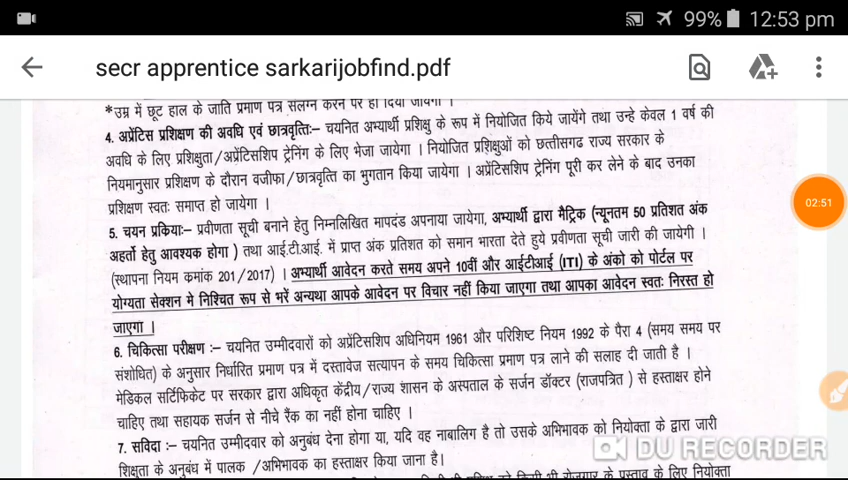 99% 12:53 pm
secr apprentice sarkarijobfind.pdf
*उम्र में छूट हाल के जाति प्रमाण पत्र संलग्न करने पर ही दिया जायेगा ।
4. अप्रेंटिस प्रशिक्षण की अवधि एवं छात्रवृत्ति:– चयनित अभ्यार्थी प्रशिक्षु के रूप में नियोजित किये जायेंगे तथा उन्हे केवल 1 वर्ष की
अवधि के लिए प्रशिक्षुता/अप्रेंटिसशिप ट्रेनिंग के लिए भेजा जायेगा । नियोजित प्रशिक्षुओं को छत्तीसगढ राज्य सरकार के
नियमानुसार प्रशिक्षण के दौरान वजीफा/छात्रवृत्ति का भुगतान किया जायेगा । अप्रेंटिसशिप ट्रेनिंग पूरी कर लेने के बाद उनका
प्रशिक्षण स्वतः समाप्त हो जायेगा ।
02:51
5. चयन प्रकिया:– प्रवीणता सूची बनाने हेतु निम्नलिखित मापदंड अपनाया जायेगा, अभ्यार्थी द्वारा मैट्रिक (न्यूनतम 50 प्रतिशत अंक
अहर्ता हेतु आवश्यक होगा ) तथा आई.टी.आई. में प्राप्त अंक प्रतिशत को समान भारता देते हुये प्रवीणता सूची जारी की जायेगी ।
(स्थापना नियम कमांक 201/2017) । अभ्यार्थी आवेदन करते समय अपने 10वीं और आईटीआई (ITI) के अंको को पोर्टल पर
योग्यता सेक्शन मे निश्चित रूप से भरें अन्यथा आपके आवेदन पर विचार नहीं किया जाएगा तथा आपका आवेदन स्वतः निरस्त हो
जाएगा ।
6. चिकित्सा परीक्षण :– चयनित उम्मीदवारों को अप्रेंटिसशिप अधिनियम 1961 और परिशिष्ट नियम 1992 के पैरा 4 (समय समय पर
संशोधित) के अनुसार निर्धारित प्रमाण पत्र में दस्तावेज सत्यापन के समय चिकित्सा प्रमाण पत्र लाने की सलाह दी जाती है ।
मेडिकल सर्टिफिकेट पर सरकार द्वारा अधिकृत केंद्रीय/राज्य शासन के अस्पताल के सर्जन डॉक्टर (राजपत्रित) से हस्ताक्षर होने
चाहिए तथा सहायक सर्जन से नीचे रैंक का नहीं होना चाहिए ।
7. सविदा :– चयनित उम्मीदवार को अनुबंध देना होगा या, यदि वह नाबालिग है तो उसके अभिभावक को नियोक्ता के द्वारा जारी
DU RECORDER
शिक्षुता के अनुबंध में पालक /अभिभावक का हस्ताक्षर किया जाना है।